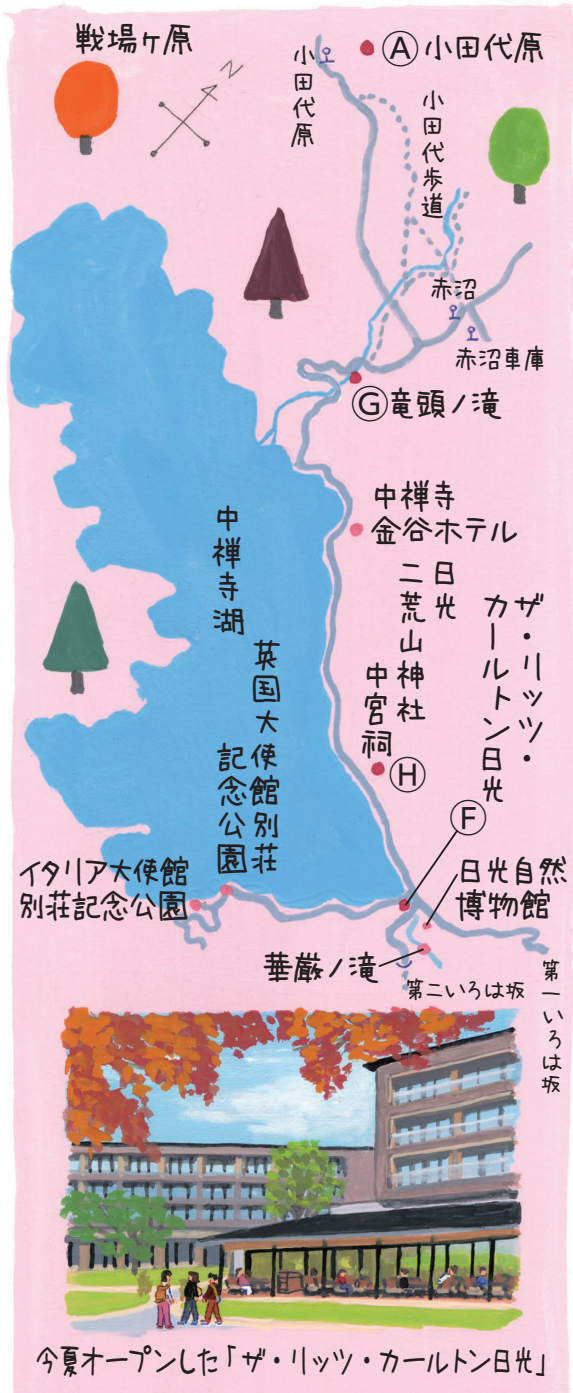 戦場ヶ原
N
小田代原
Ⓐ小田代原
小田代歩道
赤沼
赤沼車庫
Ⓖ竜頭ノ滝
中禅寺
金谷ホテル
中禅寺湖
日光
二荒山神社
中宮祠
Ⓗ
ザ・リッツ・
カールトン日光
Ⓕ
英国大使館別荘
記念公園
イタリア大使館
別荘記念公園
日光自然
博物館
華厳ノ滝
第二いろは坂
第一いろは坂
今夏オープンした「ザ・リッツ・カールトン日光」